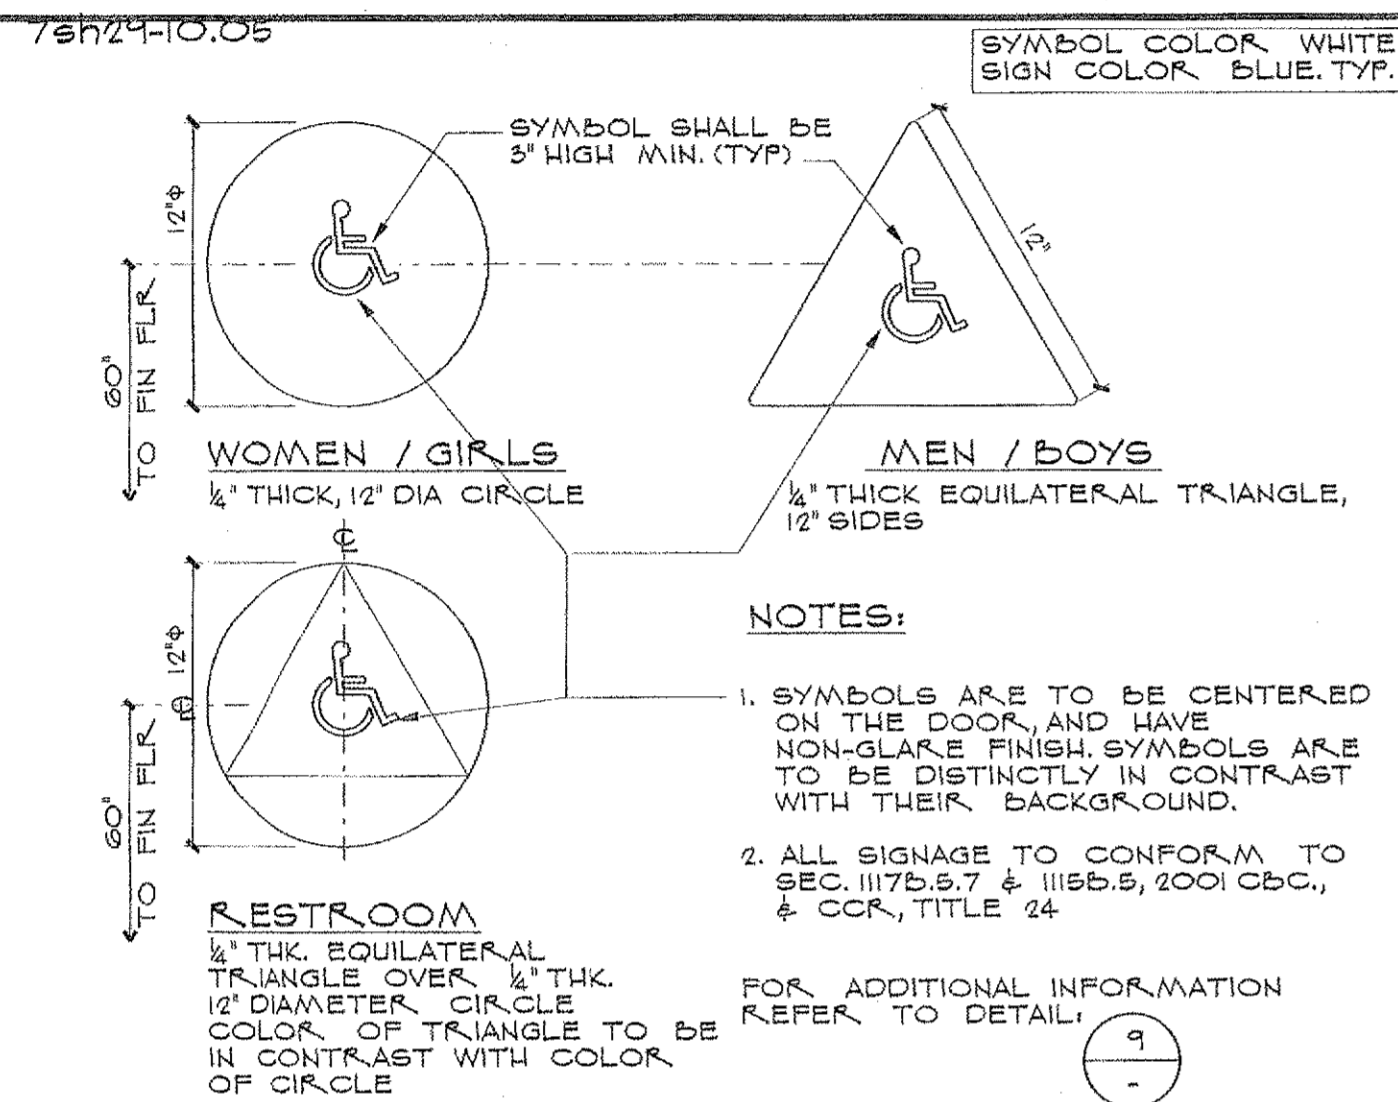 7sh29-10.05
SYMBOL COLOR WHITE
SIGN COLOR BLUE. TYP.
SYMBOL SHALL BE
3" HIGH MIN. (TYP)
12"ϕ
60"
TO FIN FLR
12"
WOMEN / GIRLS
1/4" THICK, 12" DIA CIRCLE
MEN / BOYS
1/4" THICK EQUILATERAL TRIANGLE,
12" SIDES
℄
12"ϕ
℄
60"
TO FIN FLR
RESTROOM
1/4" THK. EQUILATERAL
TRIANGLE OVER 1/4" THK.
12" DIAMETER CIRCLE
COLOR OF TRIANGLE TO BE
IN CONTRAST WITH COLOR
OF CIRCLE
NOTES:
1. SYMBOLS ARE TO BE CENTERED
ON THE DOOR, AND HAVE
NON-GLARE FINISH. SYMBOLS ARE
TO BE DISTINCTLY IN CONTRAST
WITH THEIR BACKGROUND.
2. ALL SIGNAGE TO CONFORM TO
SEC. 1117B.5.7 & 1115B.5, 2001 CBC.,
& CCR, TITLE 24
FOR ADDITIONAL INFORMATION
REFER TO DETAIL:
9
-